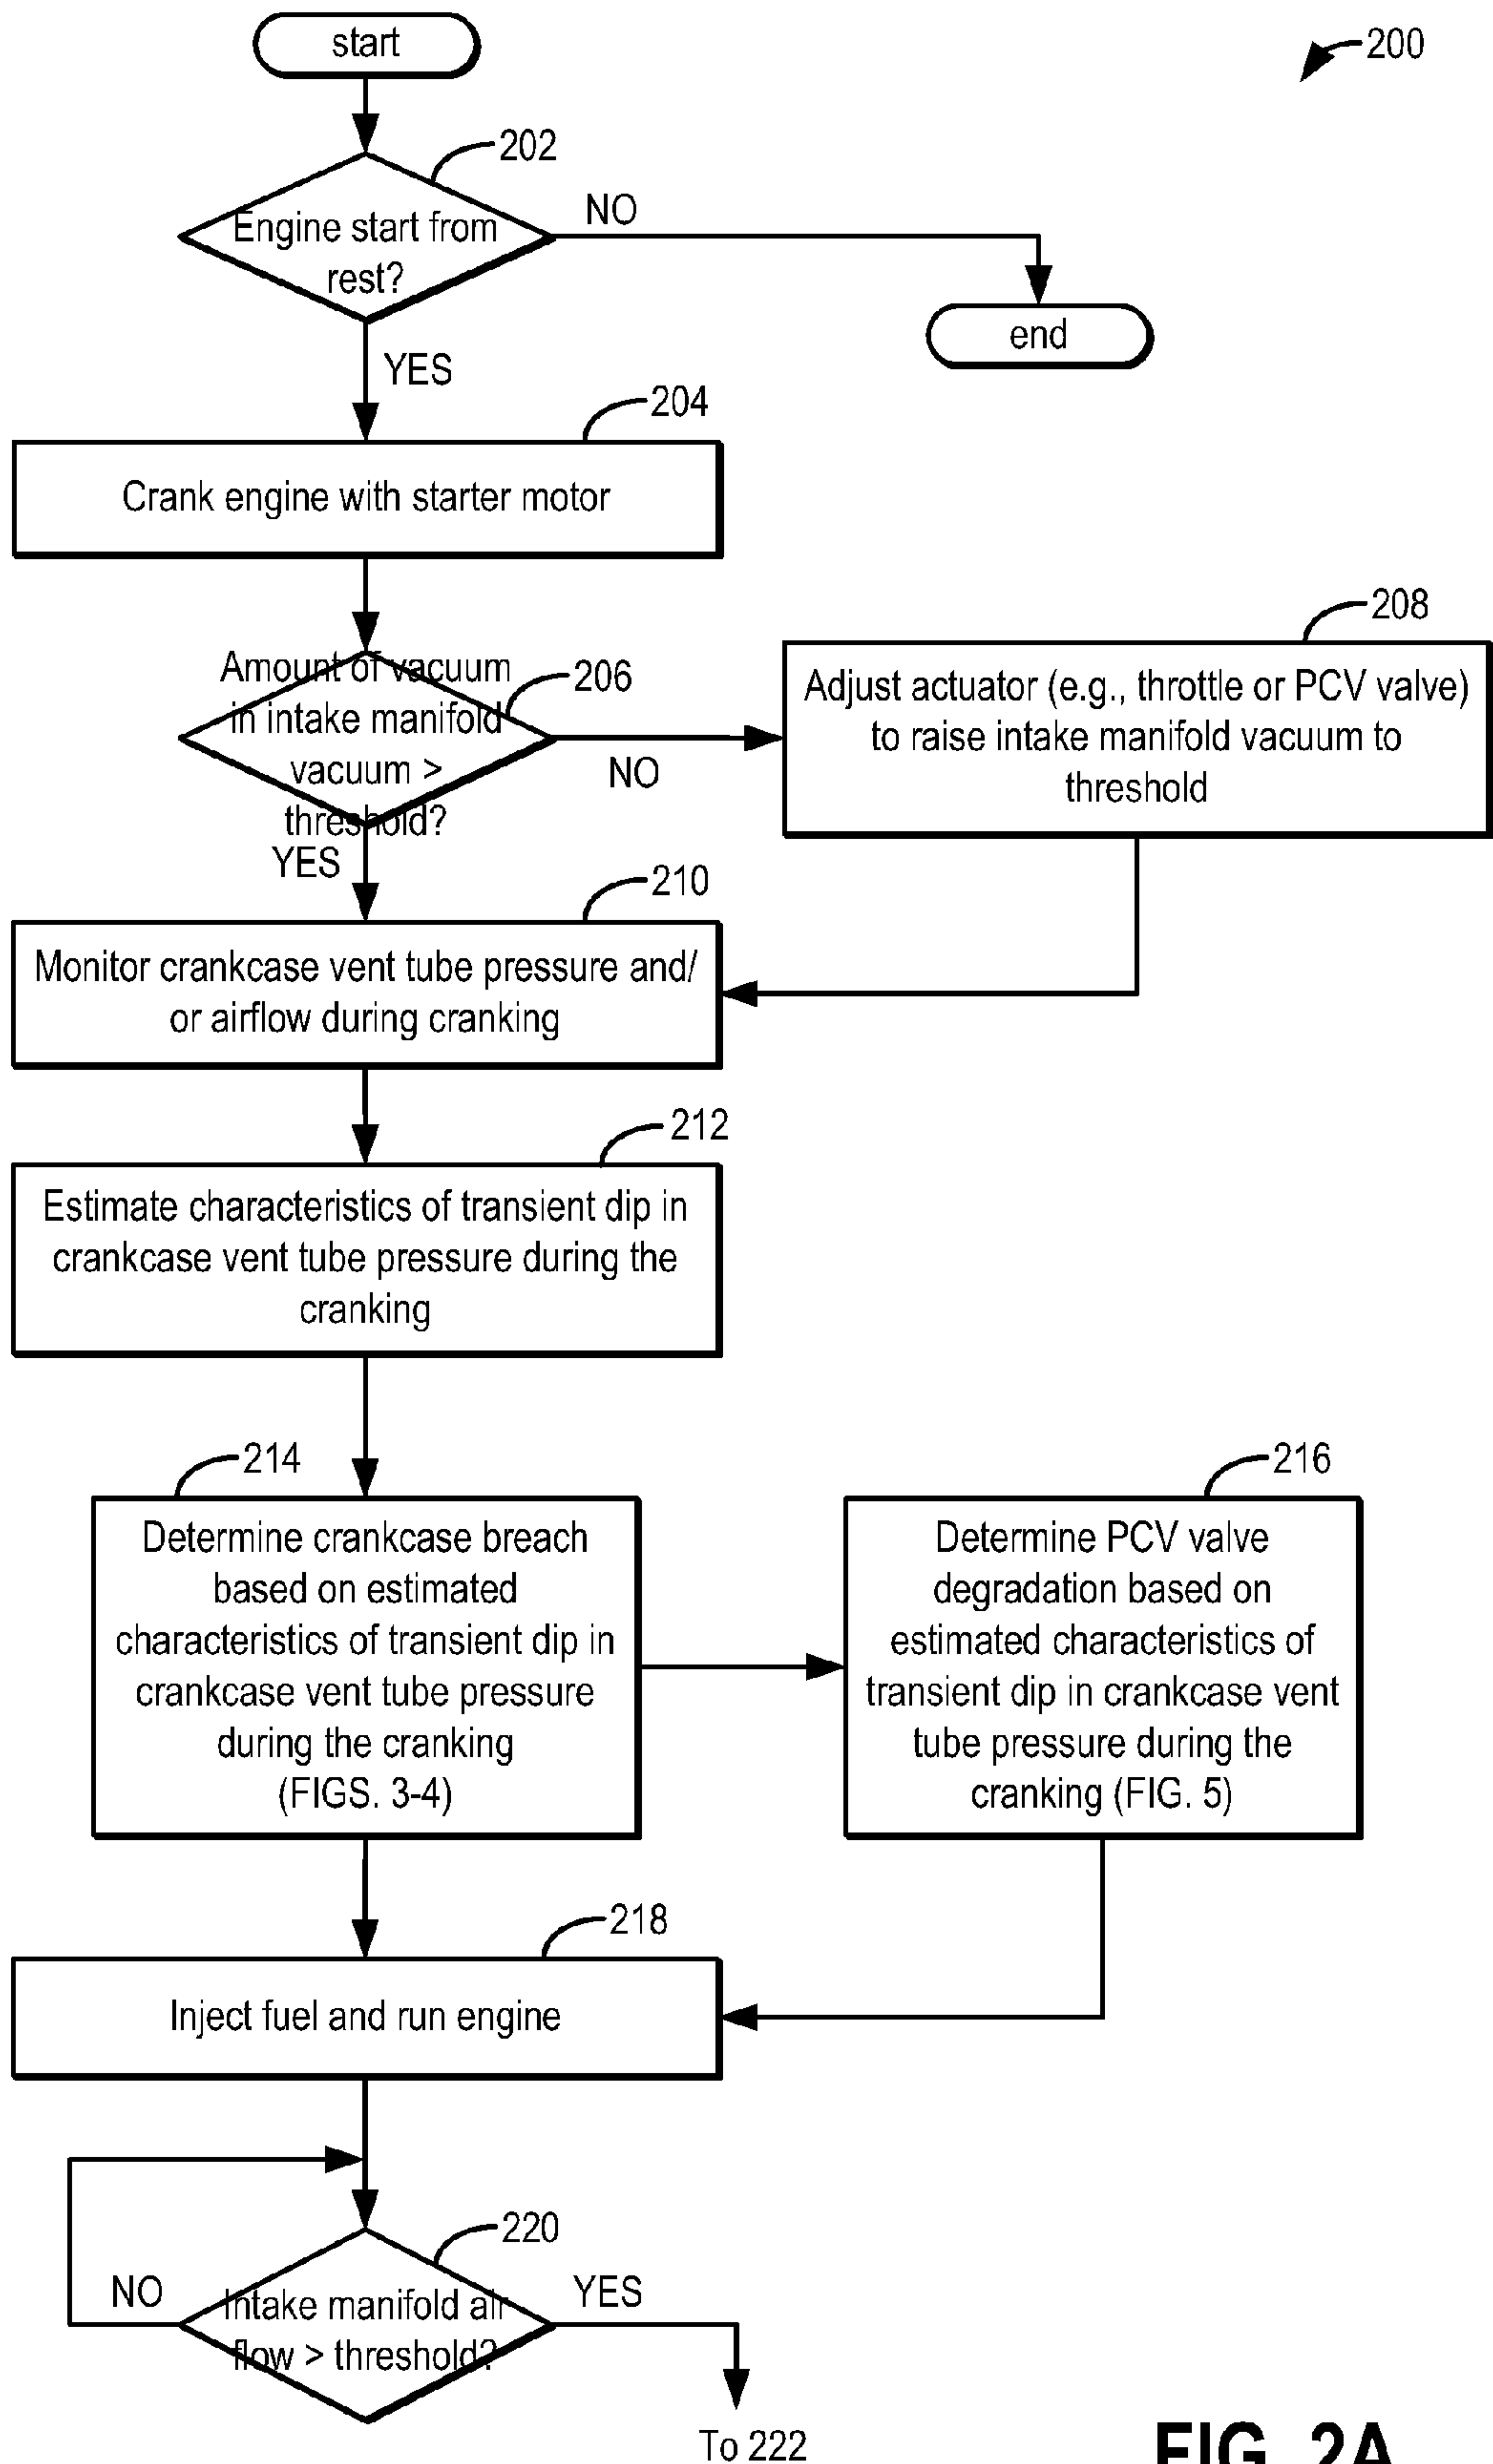 start
200
202
Engine start from
rest?
NO
end
YES
204
Crank engine with starter motor
Amount of vacuum
in intake manifold
vacuum >
threshold?
206
NO
208
Adjust actuator (e.g., throttle or PCV valve)
to raise intake manifold vacuum to
threshold
YES
210
Monitor crankcase vent tube pressure and/
or airflow during cranking
212
Estimate characteristics of transient dip in
crankcase vent tube pressure during the
cranking
214
Determine crankcase breach
based on estimated
characteristics of transient dip in
crankcase vent tube pressure
during the cranking
(FIGS. 3-4)
216
Determine PCV valve
degradation based on
estimated characteristics of
transient dip in crankcase vent
tube pressure during the
cranking (FIG. 5)
218
Inject fuel and run engine
220
NO
Intake manifold air
flow > threshold?
YES
To 222
FIG. 2A